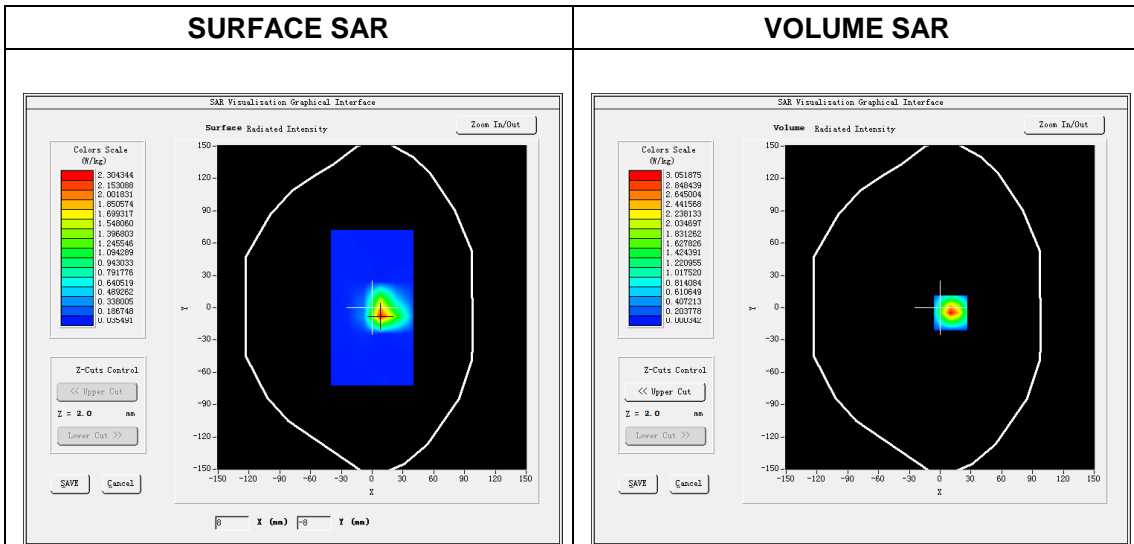 SURFACE SAR
VOLUME SAR
SAR Visualisation Graphical Interface
Surface Radiated Intensity
Zoom In/Out
Colors Scale
(W/kg)
2.304344
2.153088
2.001831
1.850574
1.699317
1.548060
1.396803
1.245546
1.094289
0.943033
0.791776
0.640519
0.489262
0.338005
0.186748
0.035491
Z-Cuts Control
<< Upper Cut
Z = 2.0 mm
Lower Cut >>
SAVE Cancel
150
120
90
60
30
0
-30
-60
-90
-120
-150
Y
-150 -120 -90 -60 -30 0 30 60 90 120 150
X
8 X (mm) -8 Y (mm)
SAR Visualisation Graphical Interface
Volume Radiated Intensity
Zoom In/Out
Colors Scale
(W/kg)
3.051875
2.848439
2.645004
2.441568
2.238133
2.034697
1.831262
1.627826
1.424391
1.220955
1.017520
0.814084
0.610649
0.407213
0.203778
0.000342
Z-Cuts Control
<< Upper Cut
Z = 2.0 mm
Lower Cut >>
SAVE Cancel
150
120
90
60
30
0
-30
-60
-90
-120
-150
Y
-150 -120 -90 -60 -30 0 30 60 90 120 150
X